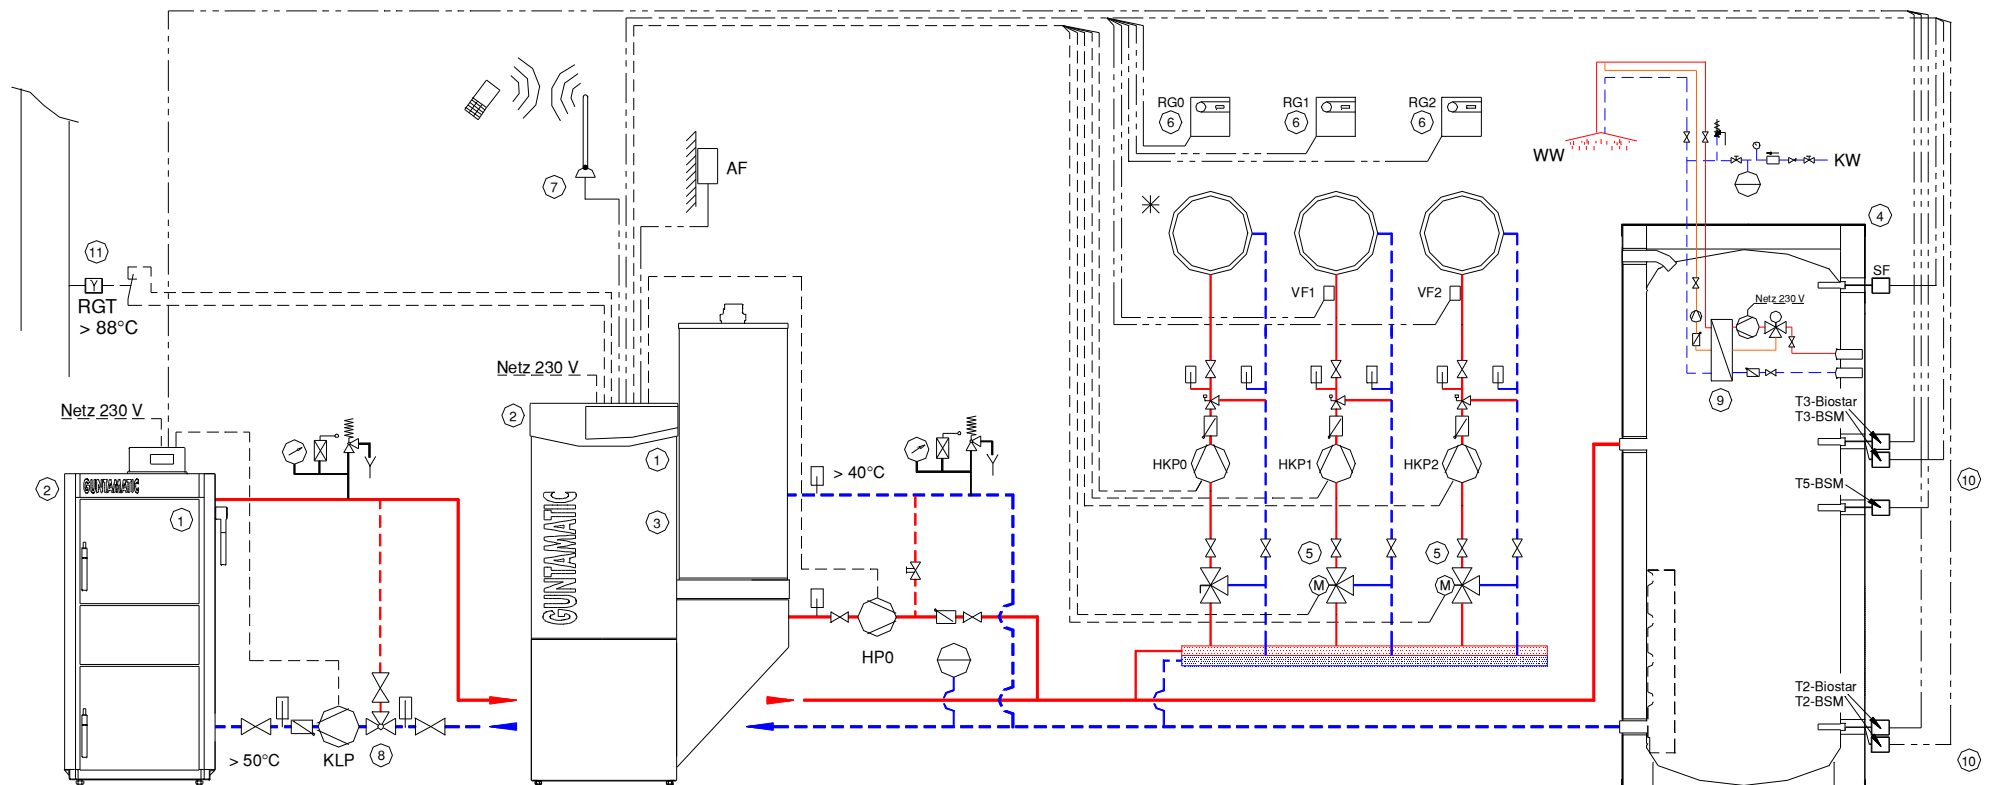 RG0
6
RG1
6
RG2
6
WW
KW
AF
7
4
11
Y
RGT
> 88°C
SF
VF1
VF2
Netz 230 V
Netz 230 V
2
9
T3-Biostar
T3-BSM
Netz 230 V
1
HKP0
HKP1
HKP2
> 40°C
10
2
GUNTAMATIC
T5-BSM
1
3
GUNTAMATIC
5
5
M
M
HP0
T2-Biostar
T2-BSM
> 50°C
KLP
8
10